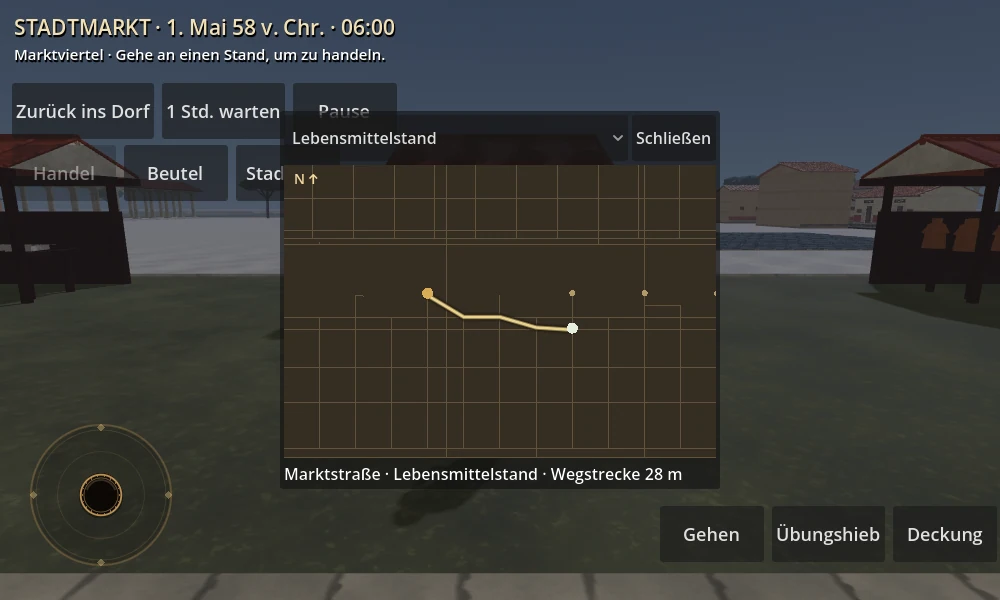 STADTMARKT · 1. Mai 58 v. Chr. · 06:00
Marktviertel · Gehe an einen Stand, um zu handeln.
Zurück ins Dorf
1 Std. warten
Pause
Lebensmittelstand
Schließen
Handel
Beutel
Stad
N↑
Marktstraße · Lebensmittelstand · Wegstrecke 28 m
Gehen
Übungshieb
Deckung